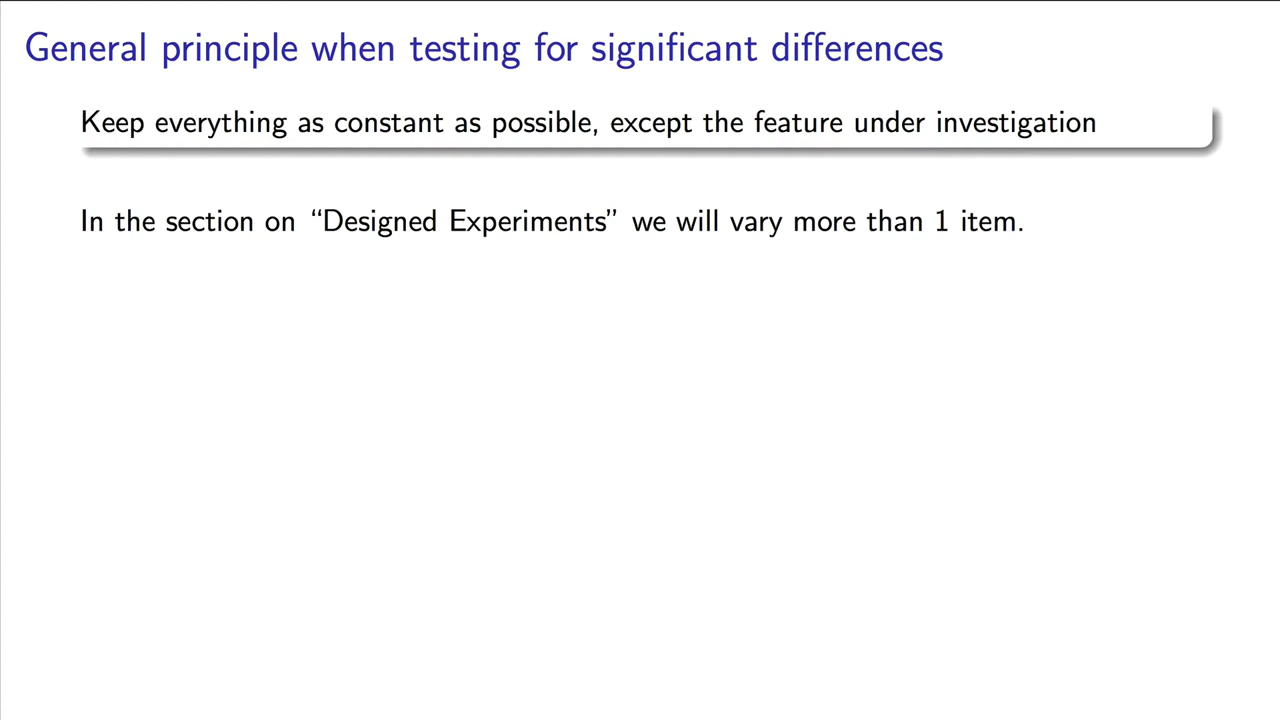 General principle when testing for significant differences
Keep everything as constant as possible, except the feature under investigation
In the section on “Designed Experiments” we will vary more than 1 item.